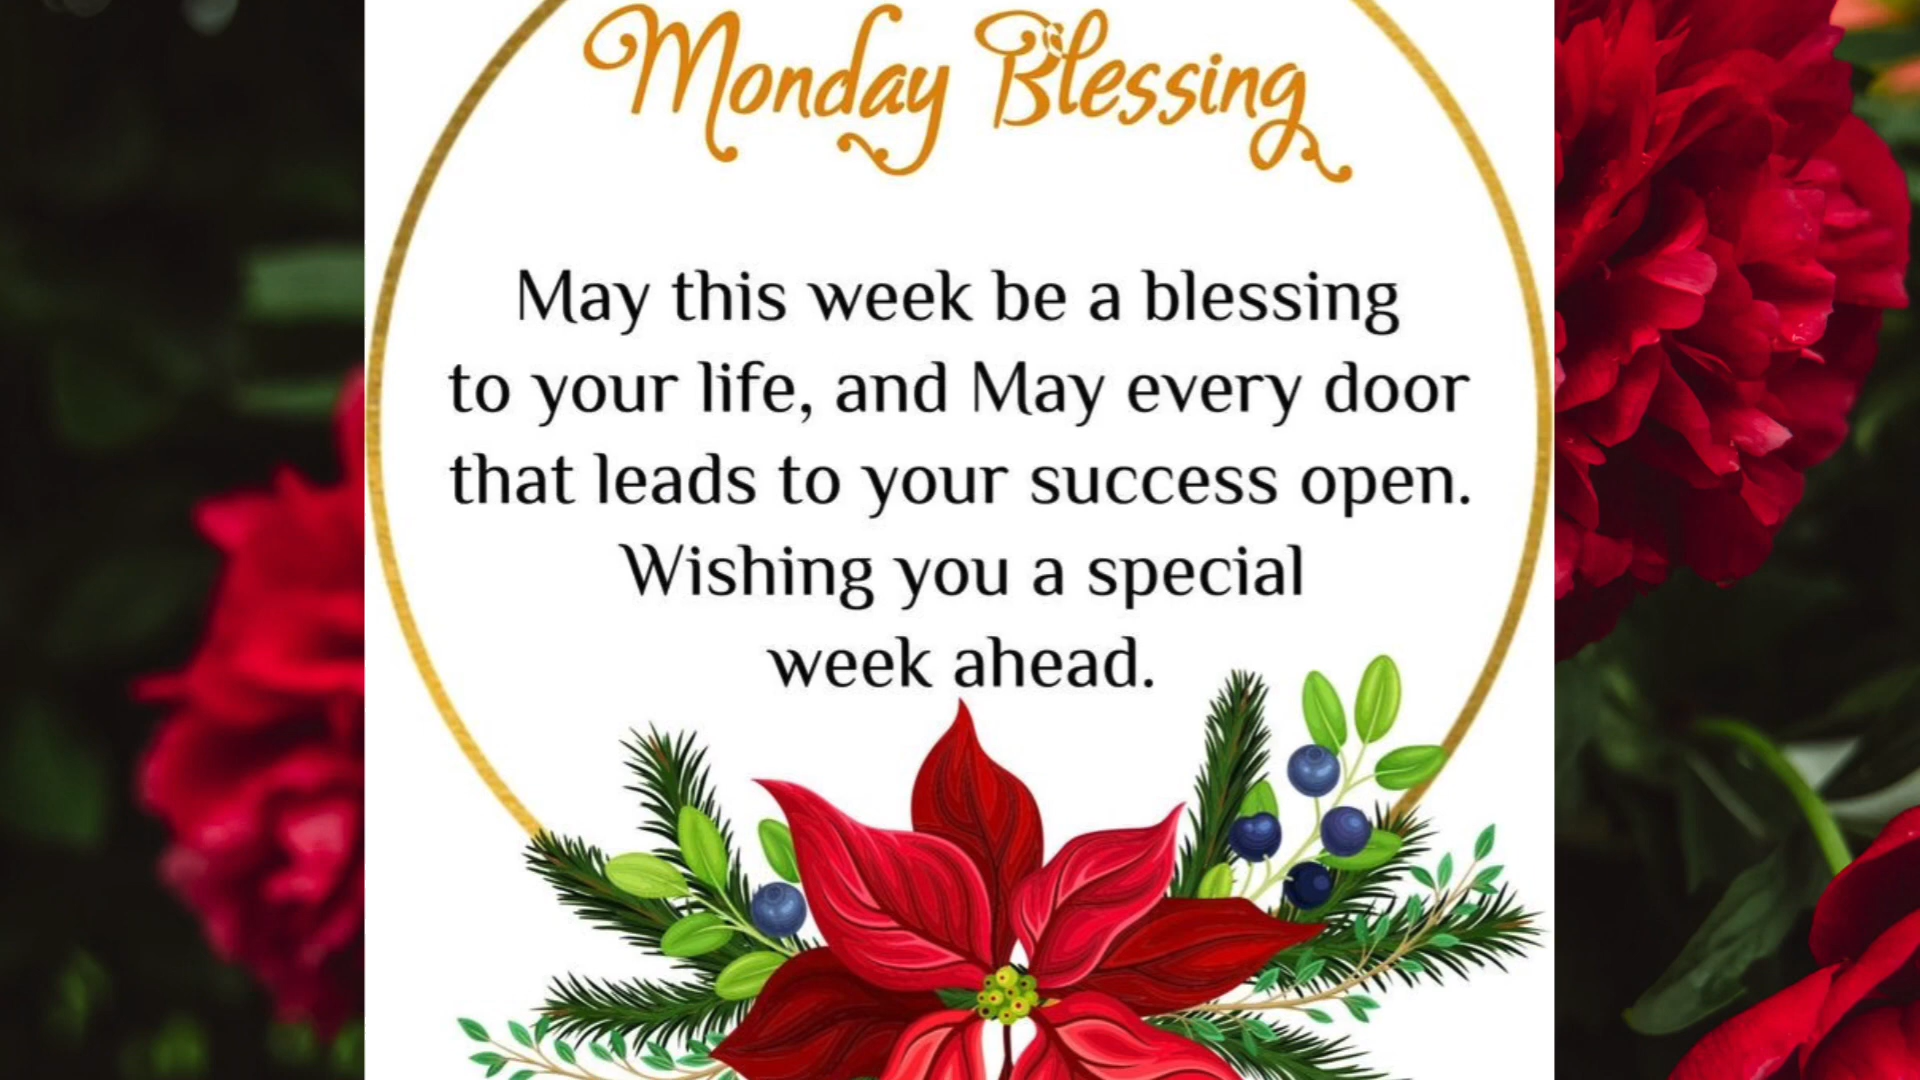 Monday Blessing
May this week be a blessing
to your life, and May every door
that leads to your success open.
Wishing you a special
week ahead.